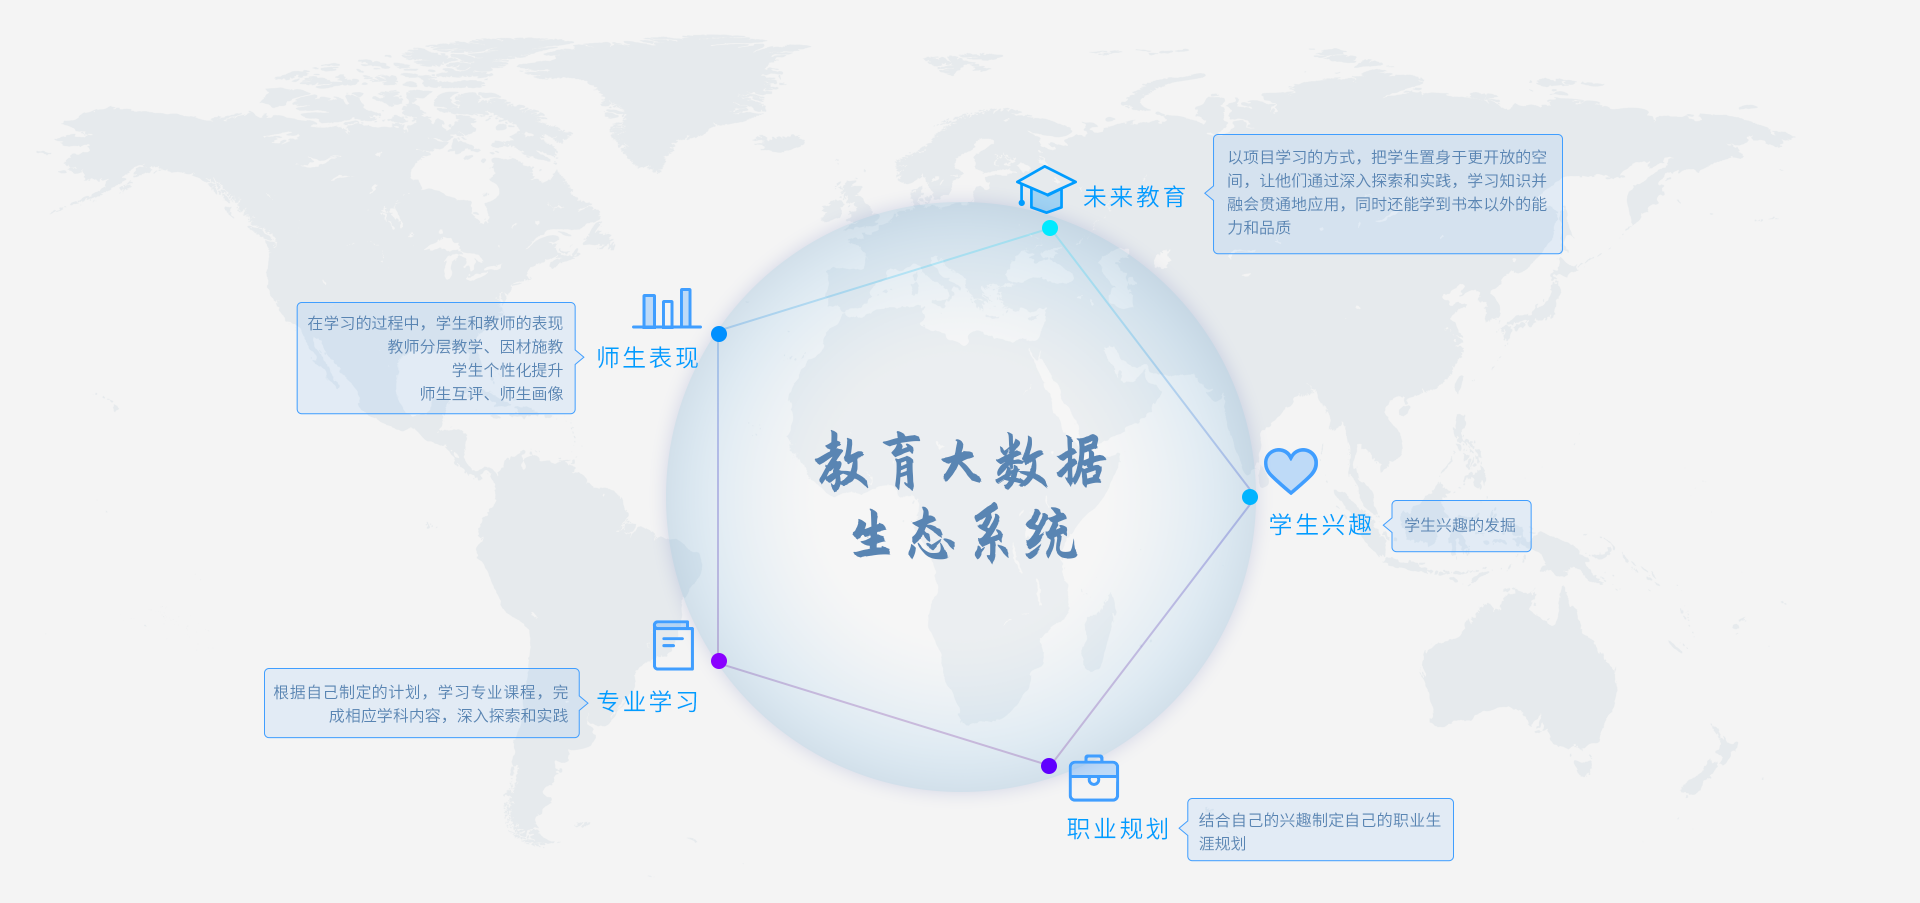 教育大数据
生态系统
未来教育
以项目学习的方式，把学生置身于更开放的空
间，让他们通过深入探索和实践，学习知识并
融会贯通地应用，同时还能学到书本以外的能
力和品质
师生表现
在学习的过程中，学生和教师的表现
教师分层教学、因材施教
学生个性化提升
师生互评、师生画像
学生兴趣
学生兴趣的发掘
专业学习
根据自己制定的计划，学习专业课程，完
成相应学科内容，深入探索和实践
职业规划
结合自己的兴趣制定自己的职业生
涯规划